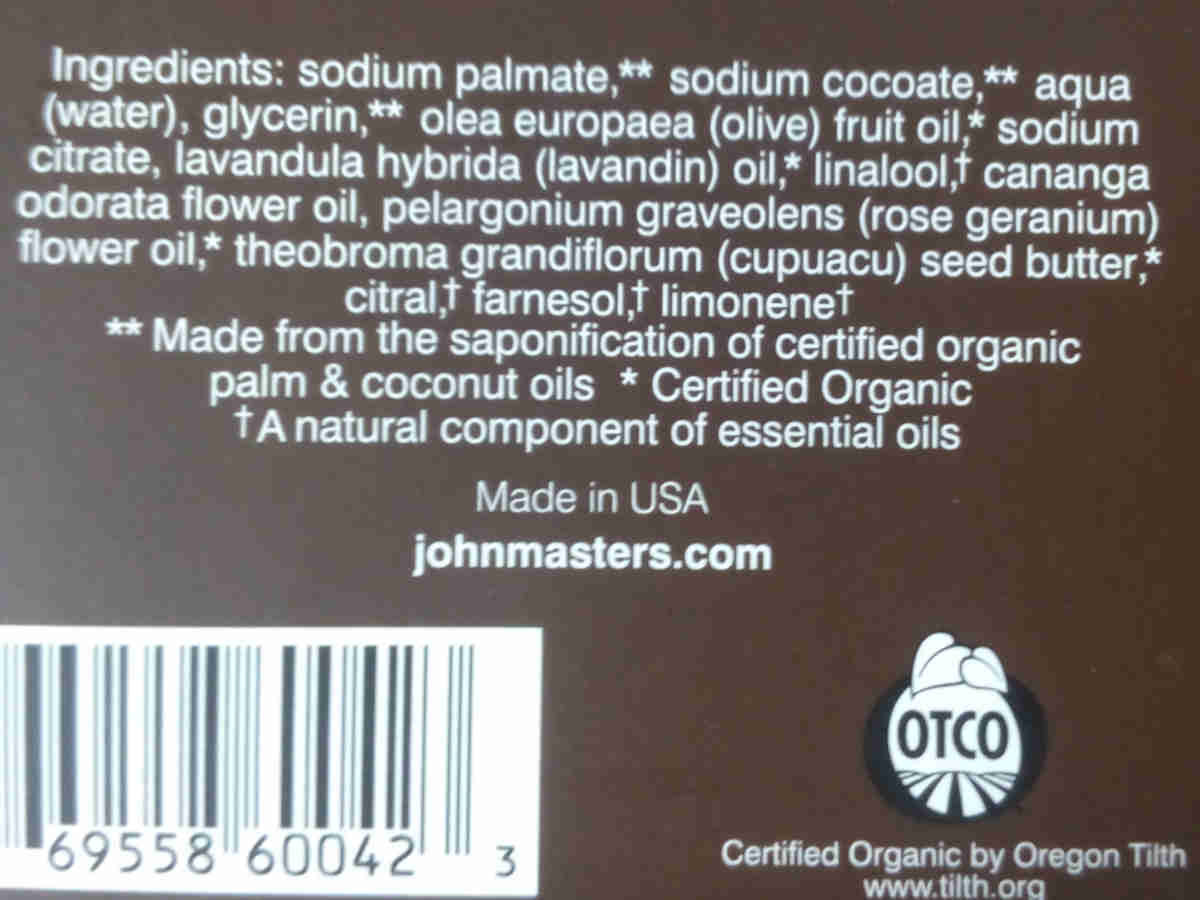 Ingredients: sodium palmate,** sodium cocoate,** aqua
(water), glycerin,** olea europaea (olive) fruit oil,* sodium
citrate, lavandula hybrida (lavandin) oil,* linalool,† cananga
odorata flower oil, pelargonium graveolens (rose geranium)
flower oil,* theobroma grandiflorum (cupuacu) seed butter,*
citral,† farnesol,† limonene†
** Made from the saponification of certified organic
palm & coconut oils * Certified Organic
†A natural component of essential oils
Made in USA
johnmasters.com
69558 60042 3
OTCO
Certified Organic by Oregon Tilth
www.tilth.org